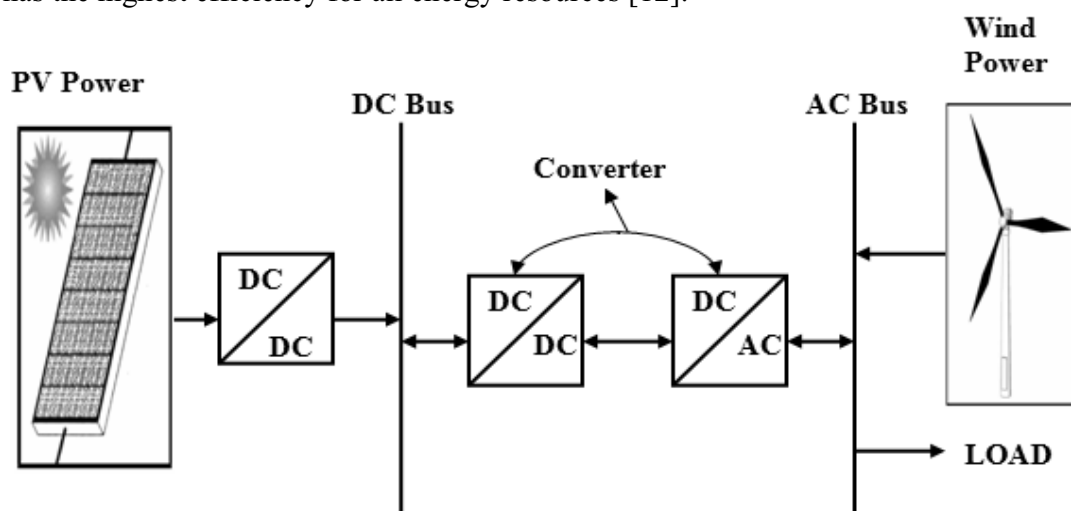 has the highest efficiency for all energy resources [12].
Wind
Power
PV Power
DC Bus
AC Bus
Converter
DC
DC
DC
DC
DC
AC
LOAD